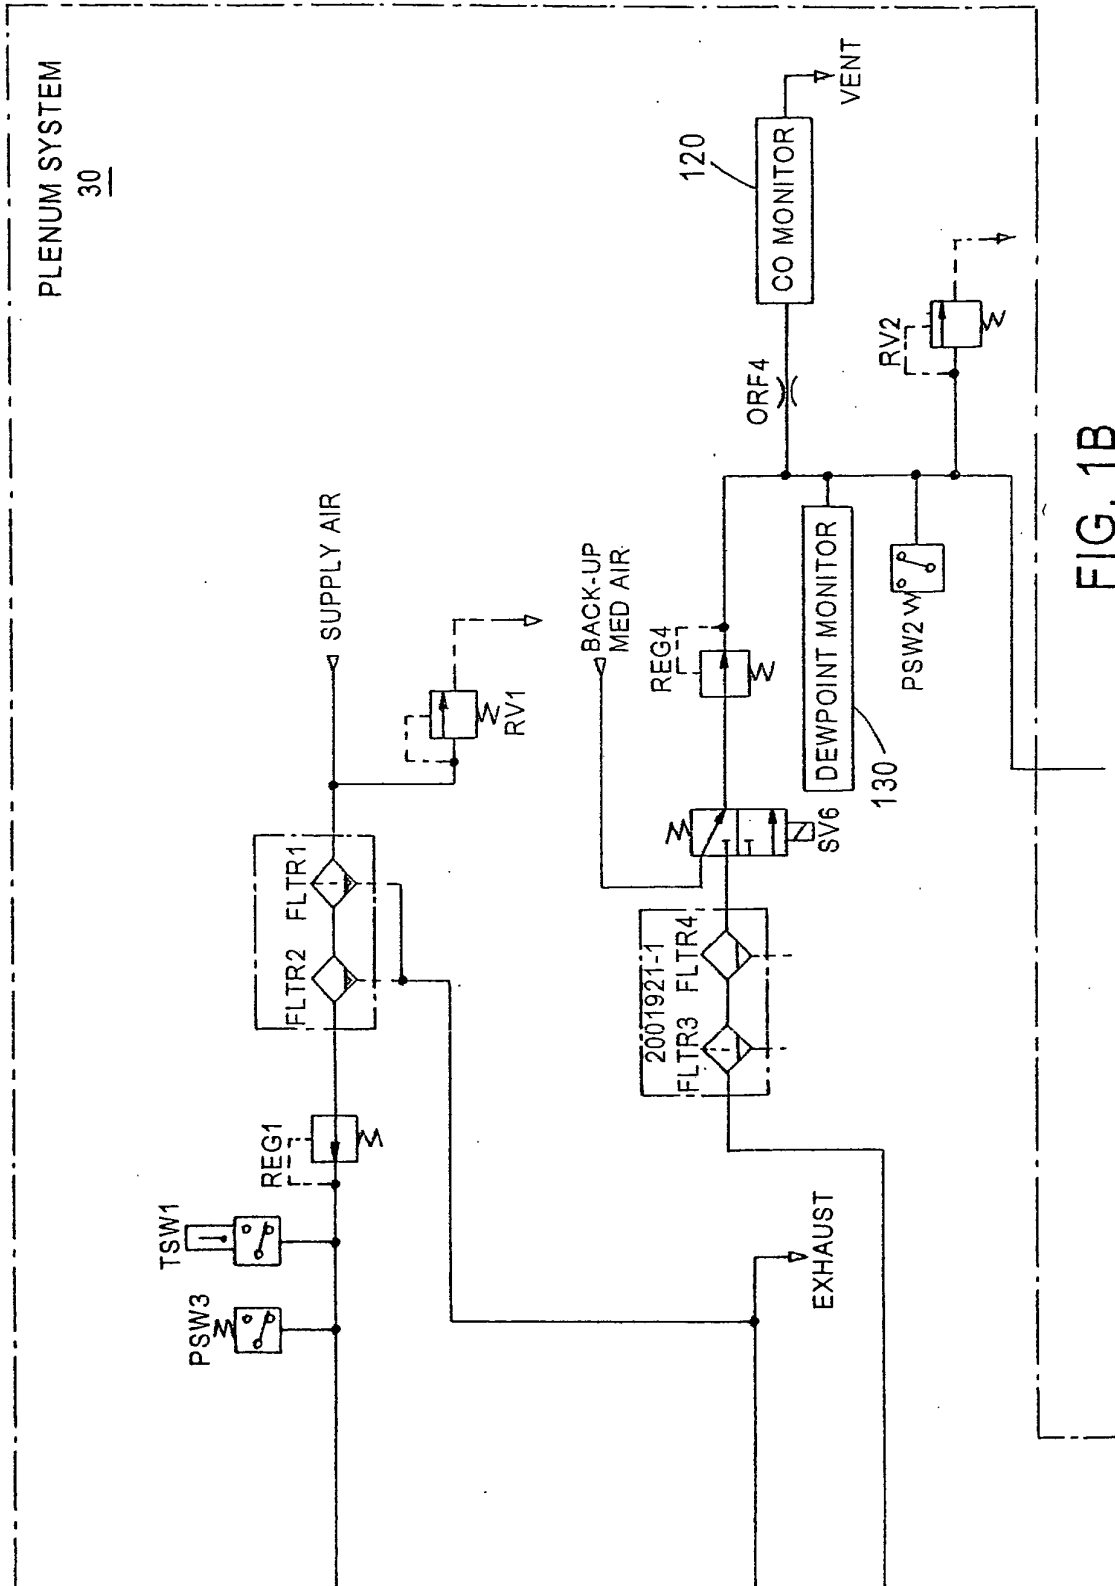 PLENUM SYSTEM
30
SUPPLY AIR
RV1
FLTR1
FLTR2
REG1
TSW1
PSW3
EXHAUST
BACK-UP
MED AIR
2001921-1
FLTR3
FLTR4
SV6
REG4
DEWPOINT MONITOR
130
PSW2
ORF4
CO MONITOR
120
VENT
RV2
FIG. 1B